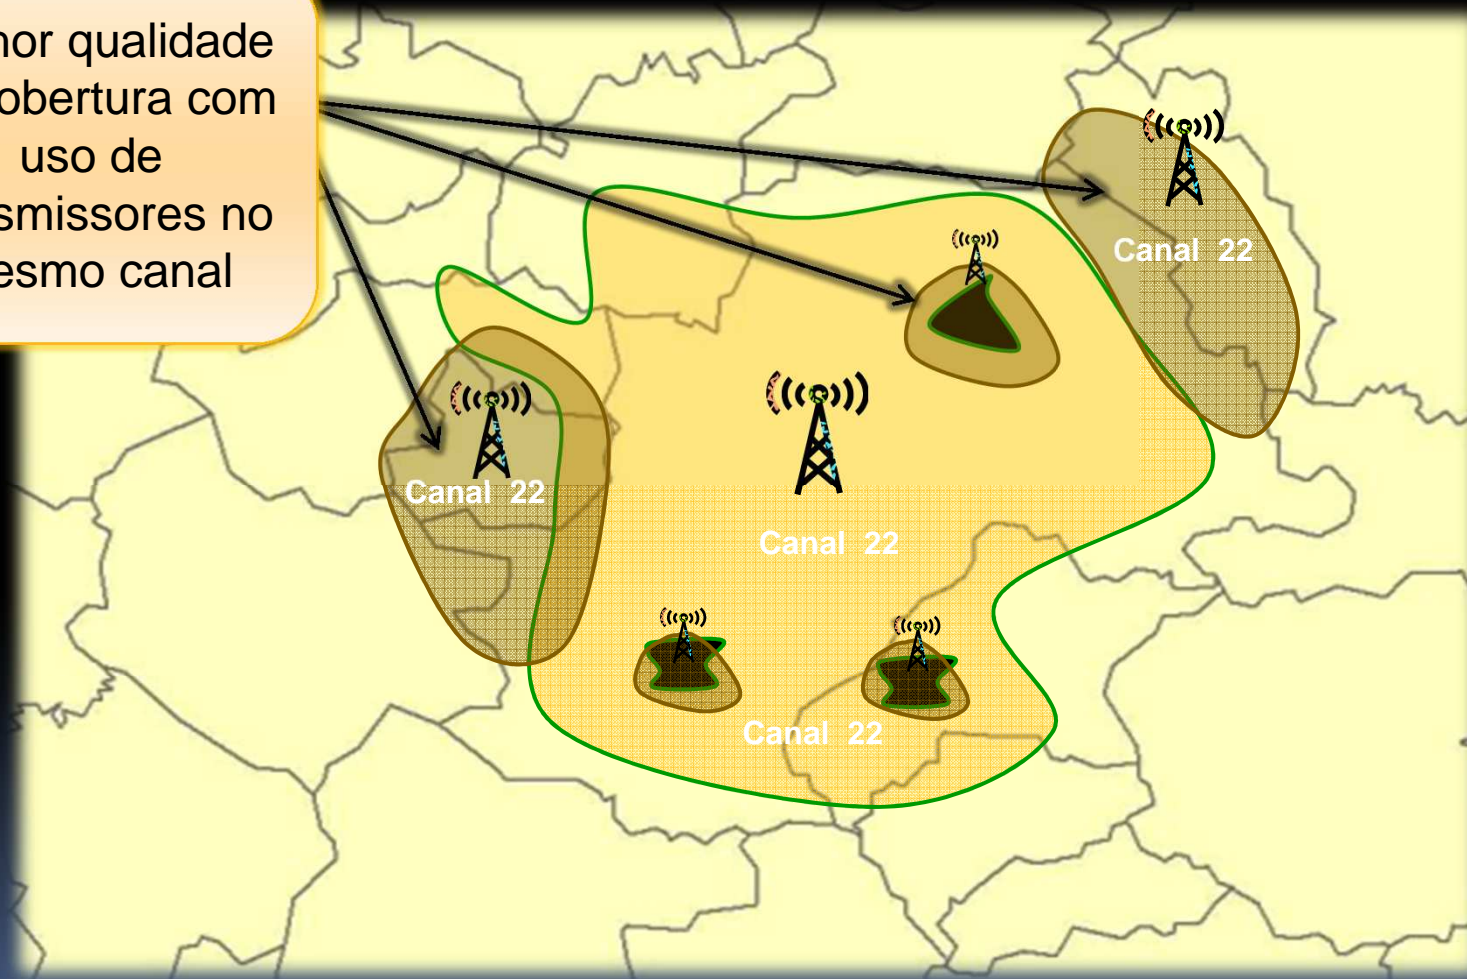 nor qualidade
obertura com
uso de
smissores no
esmo canal
Canal 22
Canal 22
Canal 22
Canal 22